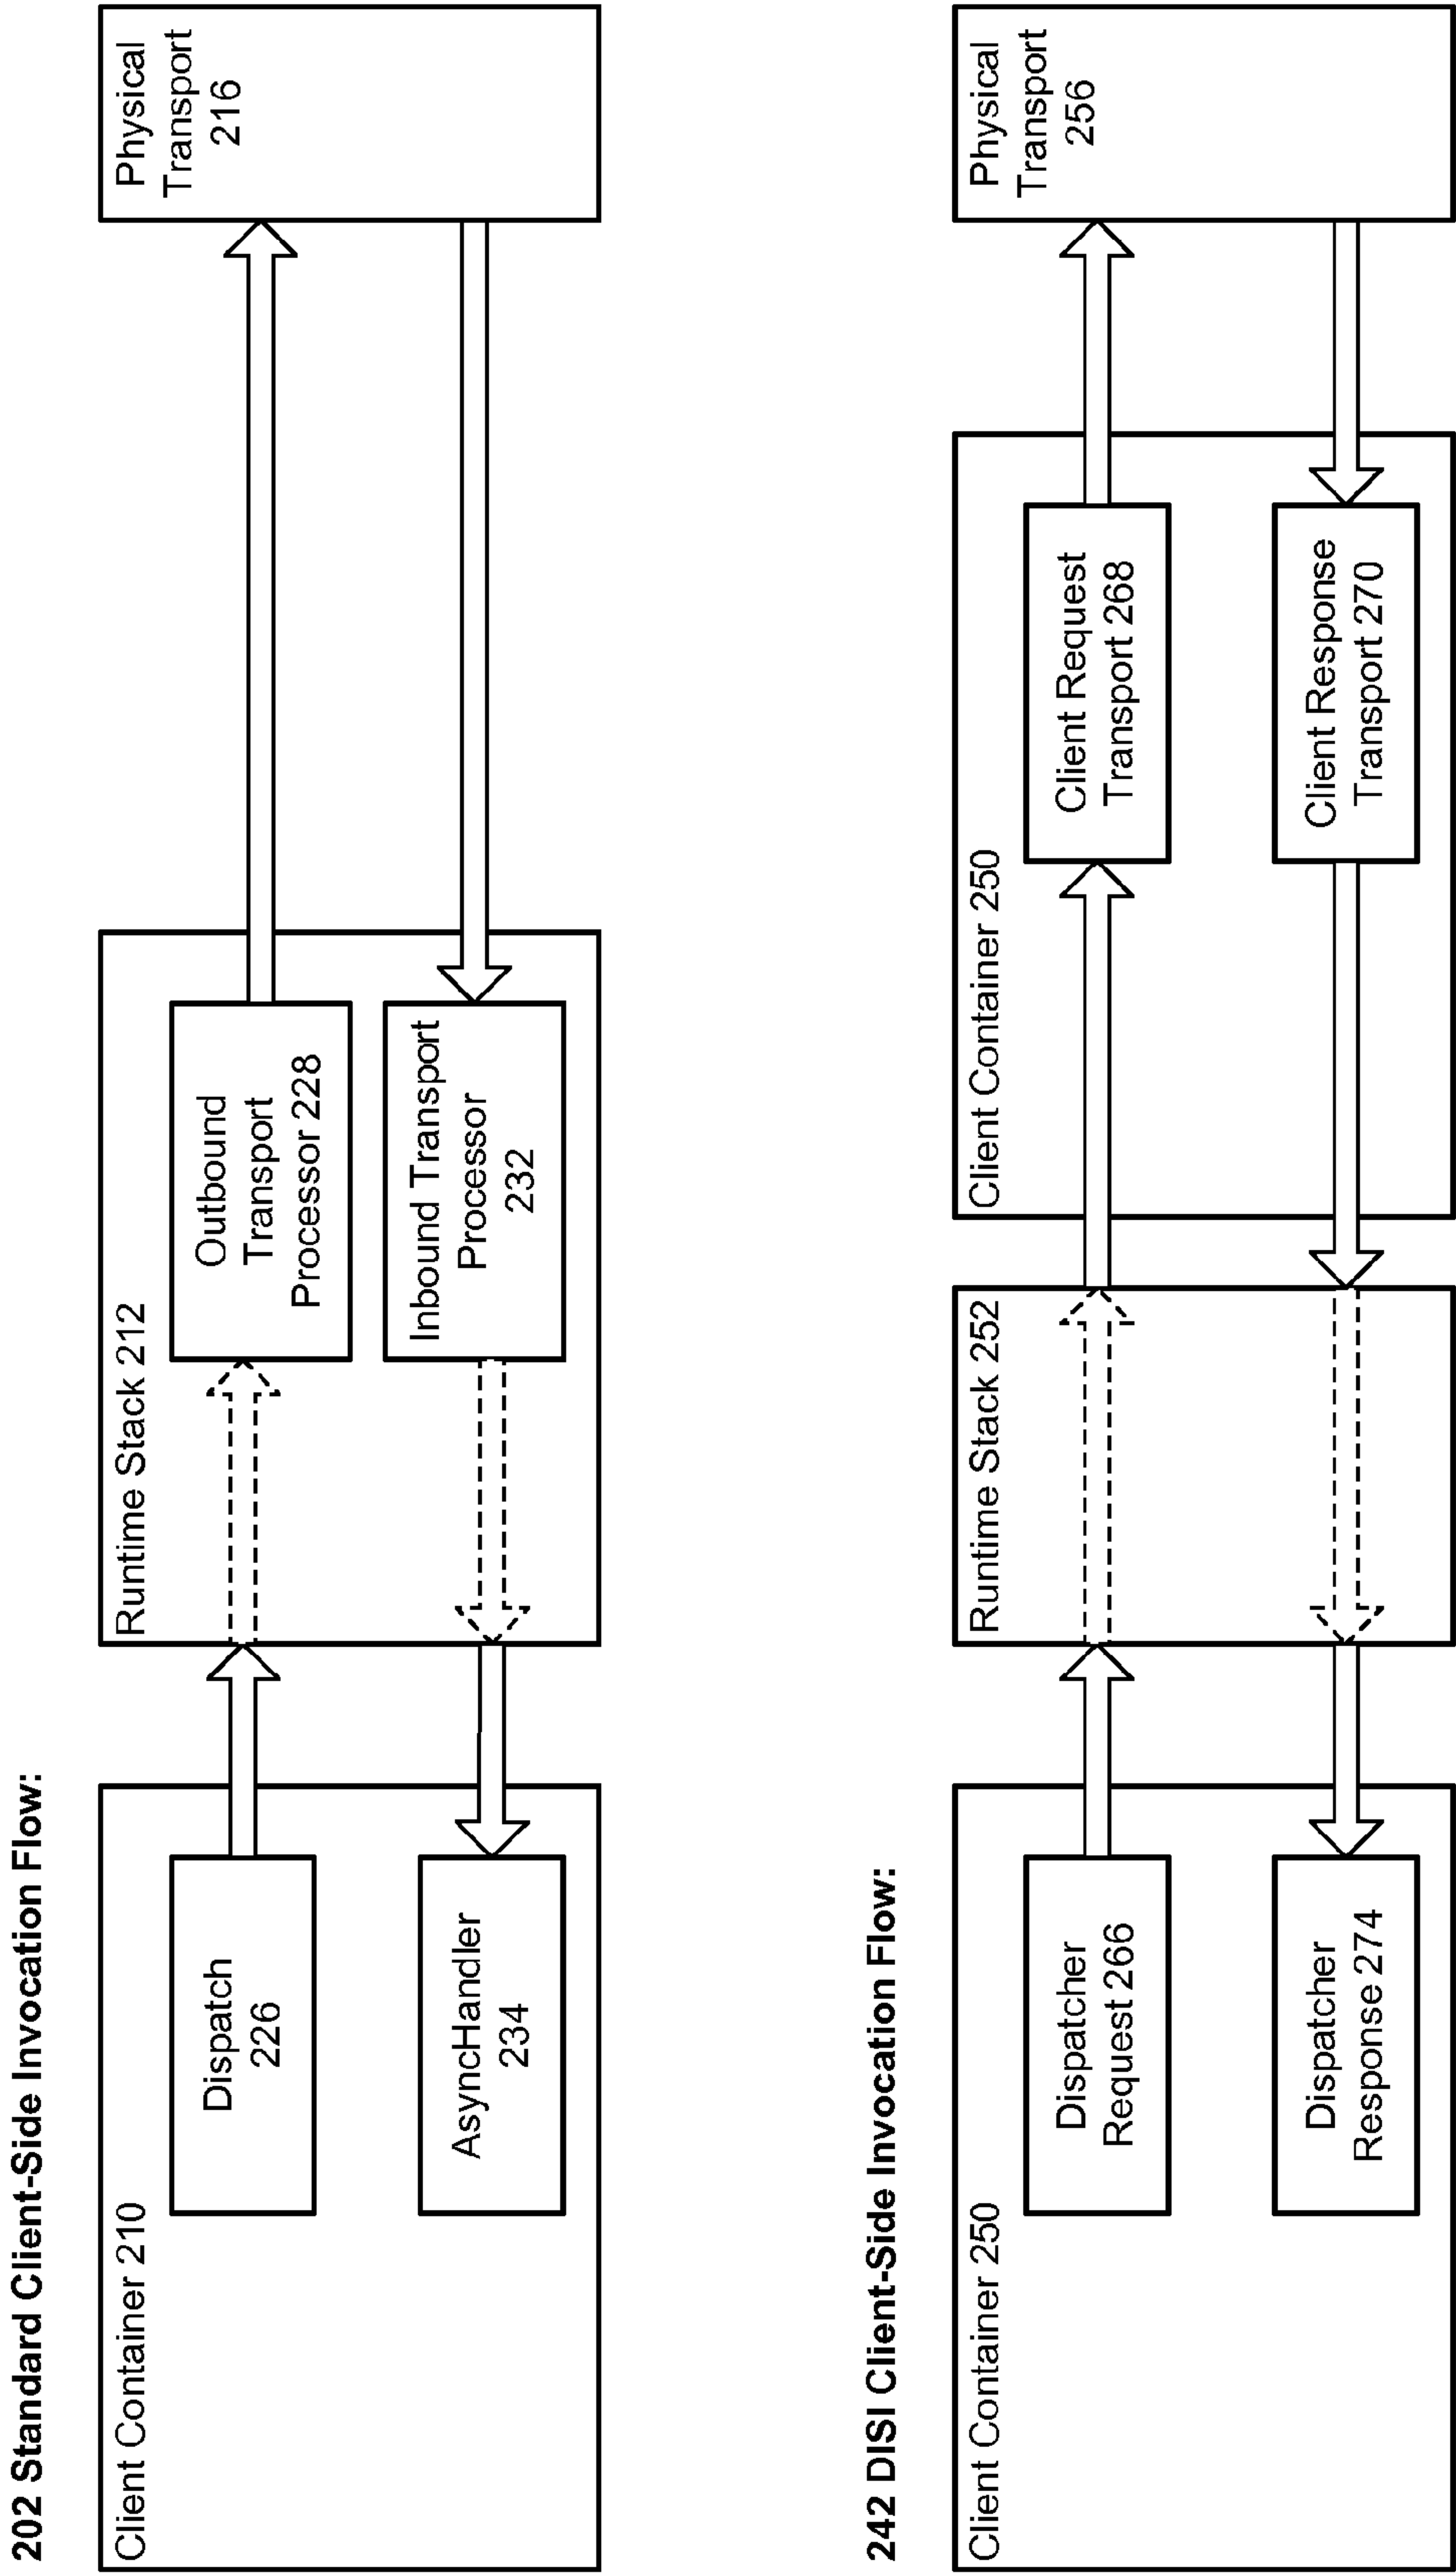 202 Standard Client-Side Invocation Flow:
Client Container 210
Dispatch
226
AsyncHandler
234
Runtime Stack 212
Outbound
Transport
Processor 228
Inbound Transport
Processor
232
Physical
Transport
216
242 DISI Client-Side Invocation Flow:
Client Container 250
Dispatcher
Request 266
Dispatcher
Response 274
Runtime Stack 252
Client Container 250
Client Request
Transport 268
Client Response
Transport 270
Physical
Transport
256